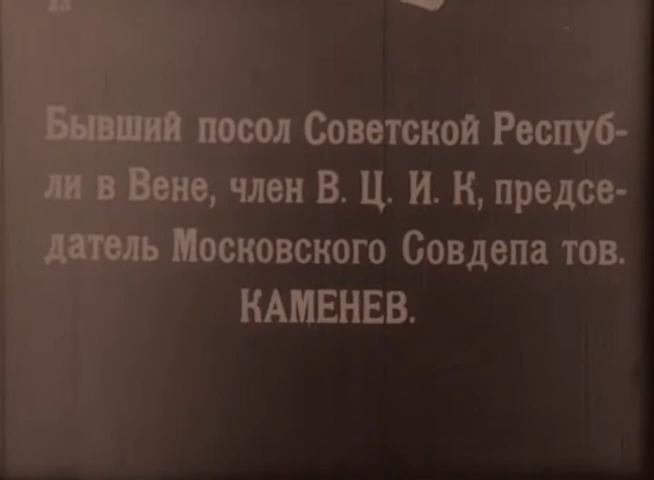 Бывший посол Советской Респуб-
ли в Вене, член В. Ц. И. К, предсе-
датель Московского Совдепа тов.
КАМЕНЕВ.